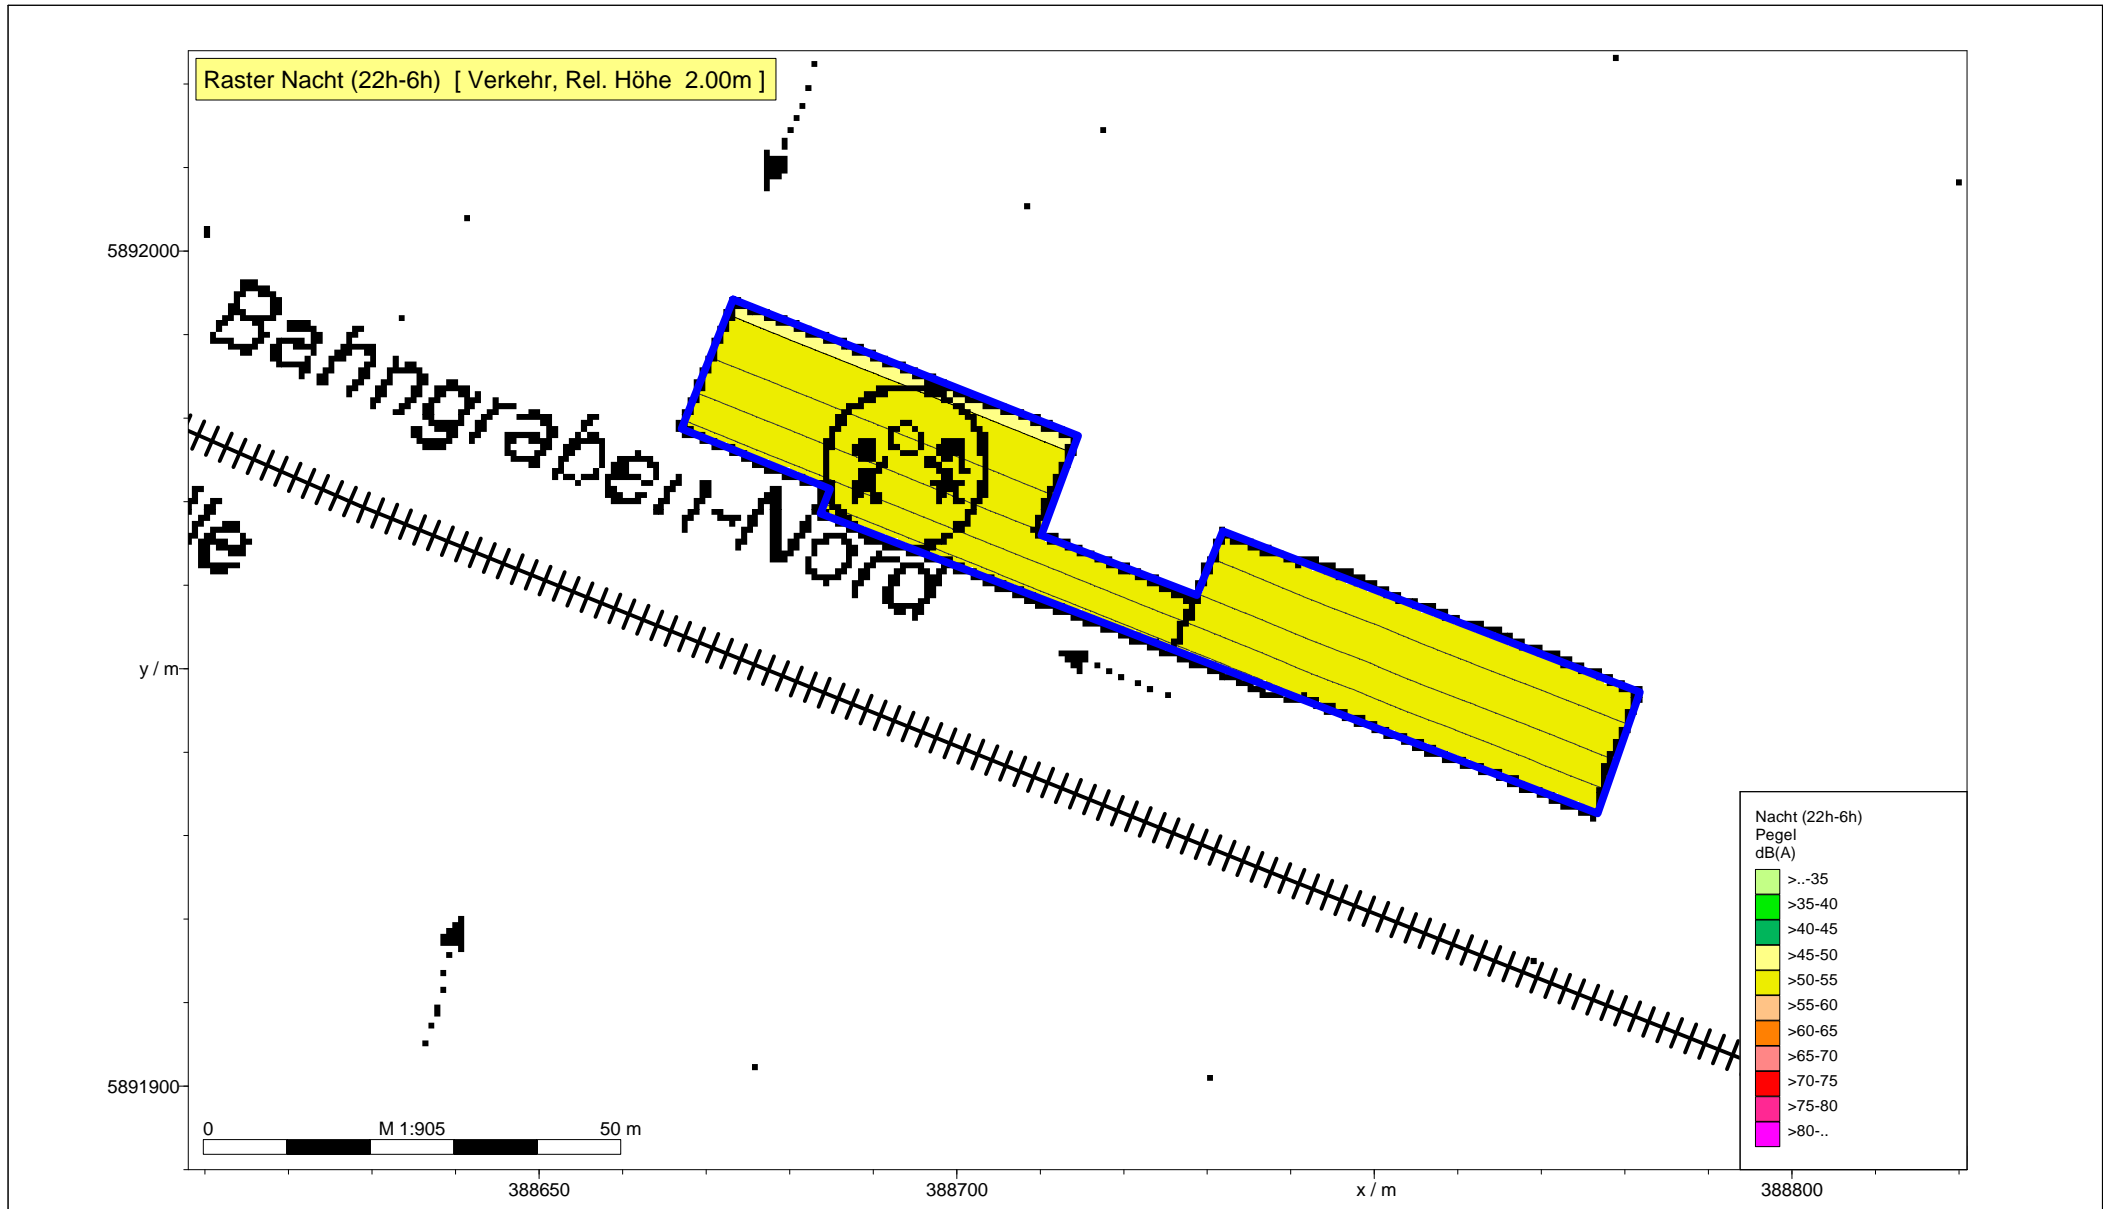 Raster Nacht (22h-6h) [ Verkehr, Rel. Höhe 2.00m ]
5892000
Bahngraben-Nord
le
y / m
5891900
0 M 1:905 50 m
388650 388700 x / m 388800
Nacht (22h-6h)
Pegel
dB(A)
>..-35
>35-40
>40-45
>45-50
>50-55
>55-60
>60-65
>65-70
>70-75
>75-80
>80-..